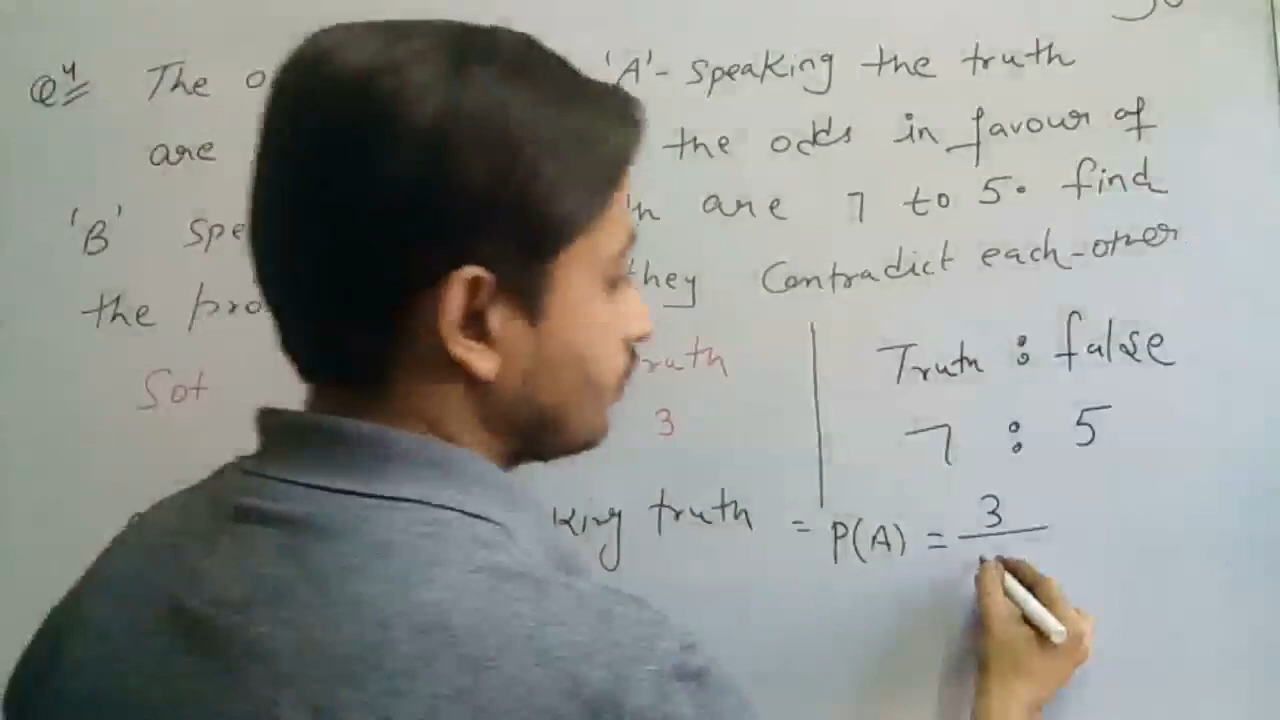 Q4 The o 'A'- speaking the truth
are the odds in favour of
'B' spe n are 7 to 5. find
the pro they Contradict each-other
Sol ruth
3
Truth : false
7 : 5
king truth = P(A) = 3